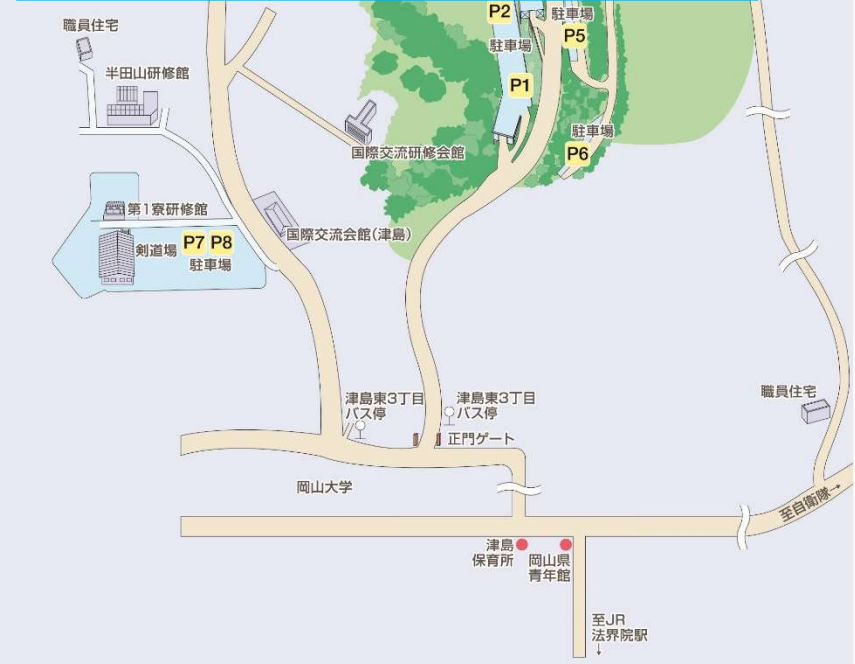 職員住宅
半田山研修館
P2
駐車場
P5
駐車場
P1
国際交流研修会館
駐車場
P6
第1寮研修館
剣道場
P7 P8
駐車場
国際交流会館(津島)
津島東3丁目
バス停
津島東3丁目
バス停
正門ゲート
職員住宅
岡山大学
至自衛隊→
津島
保育所
岡山県
青年館
至JR
法界院駅
↓